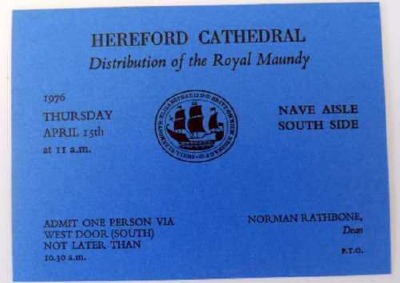 HEREFORD CATHEDRAL
Distribution of the Royal Maundy
1976
THURSDAY
APRIL 15th
at 11 a.m.
NAVE AISLE
SOUTH SIDE
ADMIT ONE PERSON VIA
WEST DOOR (SOUTH)
NOT LATER THAN
10.30 a.m.
NORMAN RATHBONE,
Dean
P.T.O.